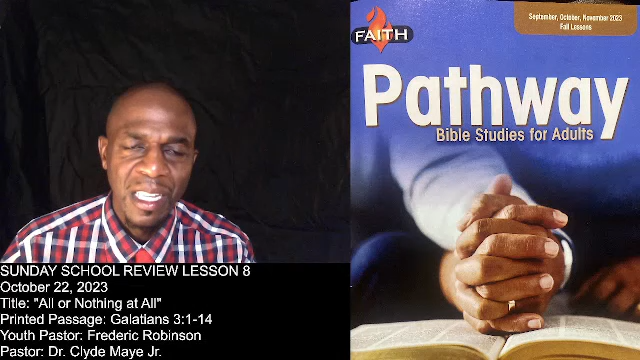 SUNDAY SCHOOL REVIEW LESSON 8
October 22, 2023
Title: "All or Nothing at All"
Printed Passage: Galatians 3:1-14
Youth Pastor: Frederic Robinson
Pastor: Dr. Clyde Maye Jr.
FAITH
September, October, November 2023
Fall Lessons
Pathway
Bible Studies for Adults